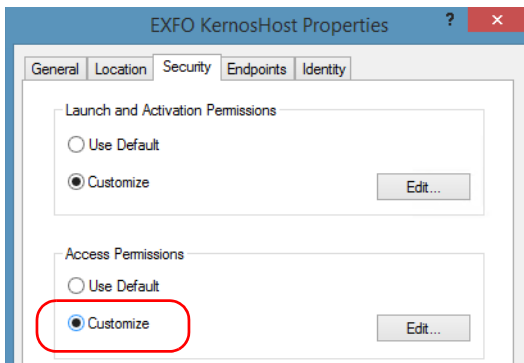 EXFO KernosHost Properties ? ×
General Location Security Endpoints Identity
Launch and Activation Permissions
Use Default
Customize Edit...
Access Permissions
Use Default
Customize Edit...